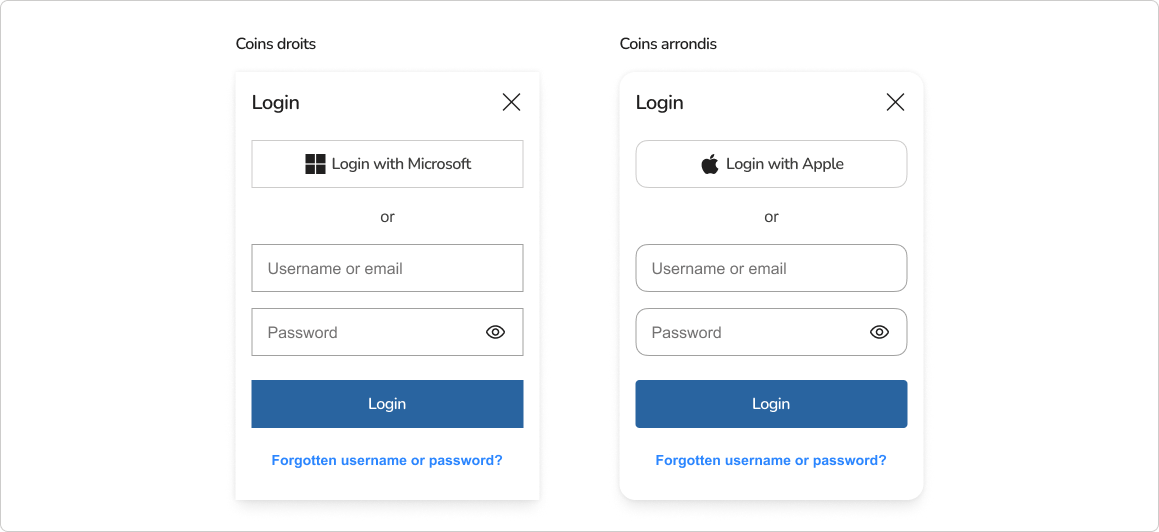 Coins droits
Login
Login with Microsoft
or
Username or email
Password
Login
Forgotten username or password?
Coins arrondis
Login
Login with Apple
or
Username or email
Password
Login
Forgotten username or password?